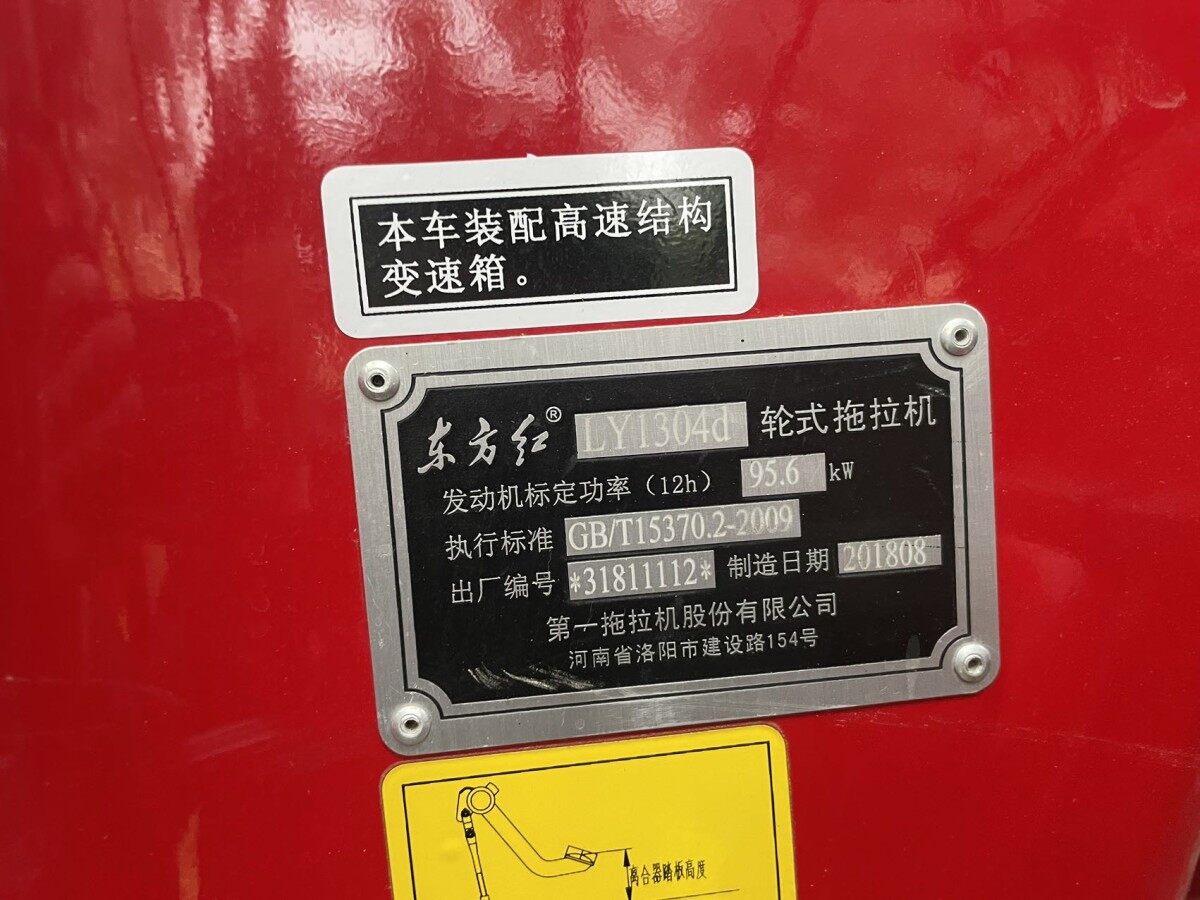 本车装配高速结构
变速箱。
东方红® LY1304d 轮式拖拉机
发动机标定功率（12h） 95.6 kW
执行标准 GB/T15370.2-2009
出厂编号 *31811112* 制造日期 201808
第一拖拉机股份有限公司
河南省洛阳市建设路154号
离合器踏板高度